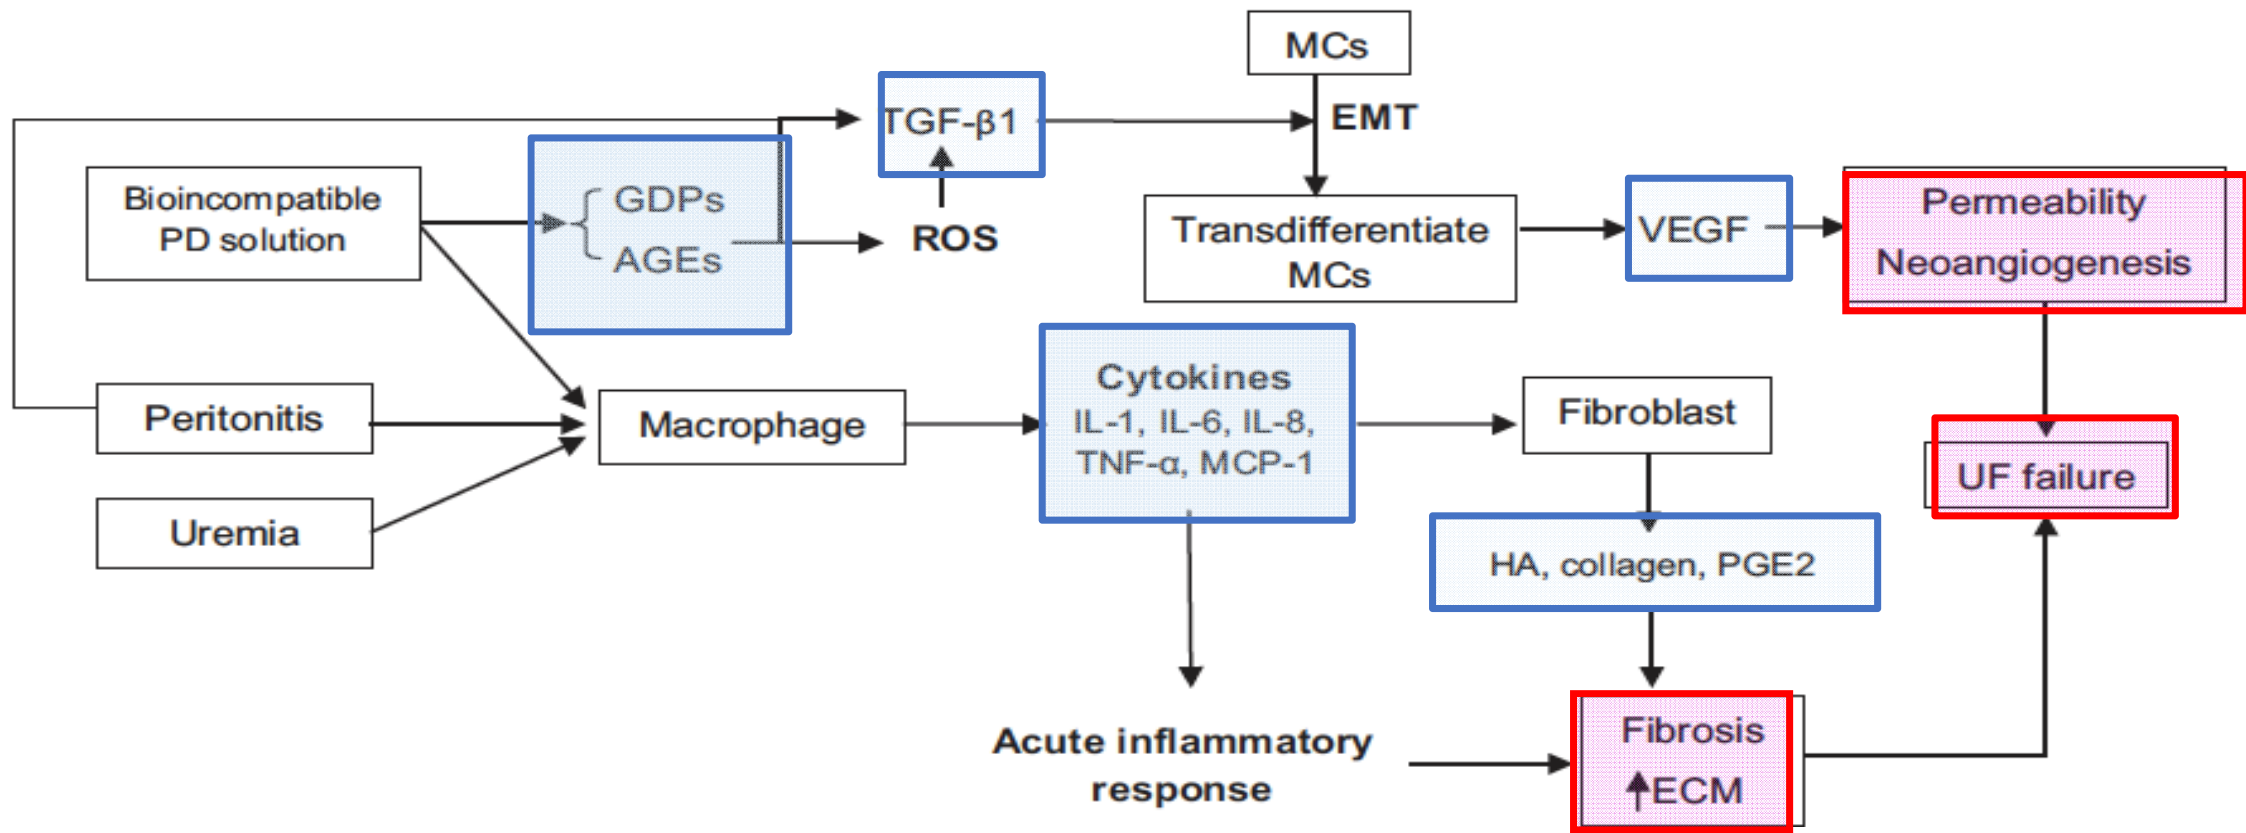 MCs
TGF-β1
EMT
Bioincompatible
PD solution
GDPs
AGEs
ROS
Transdifferentiate
MCs
VEGF
Permeability
Neoangiogenesis
Peritonitis
Uremia
Macrophage
Cytokines
IL-1, IL-6, IL-8,
TNF-α, MCP-1
Fibroblast
UF failure
HA, collagen, PGE2
Acute inflammatory
response
Fibrosis
ECM